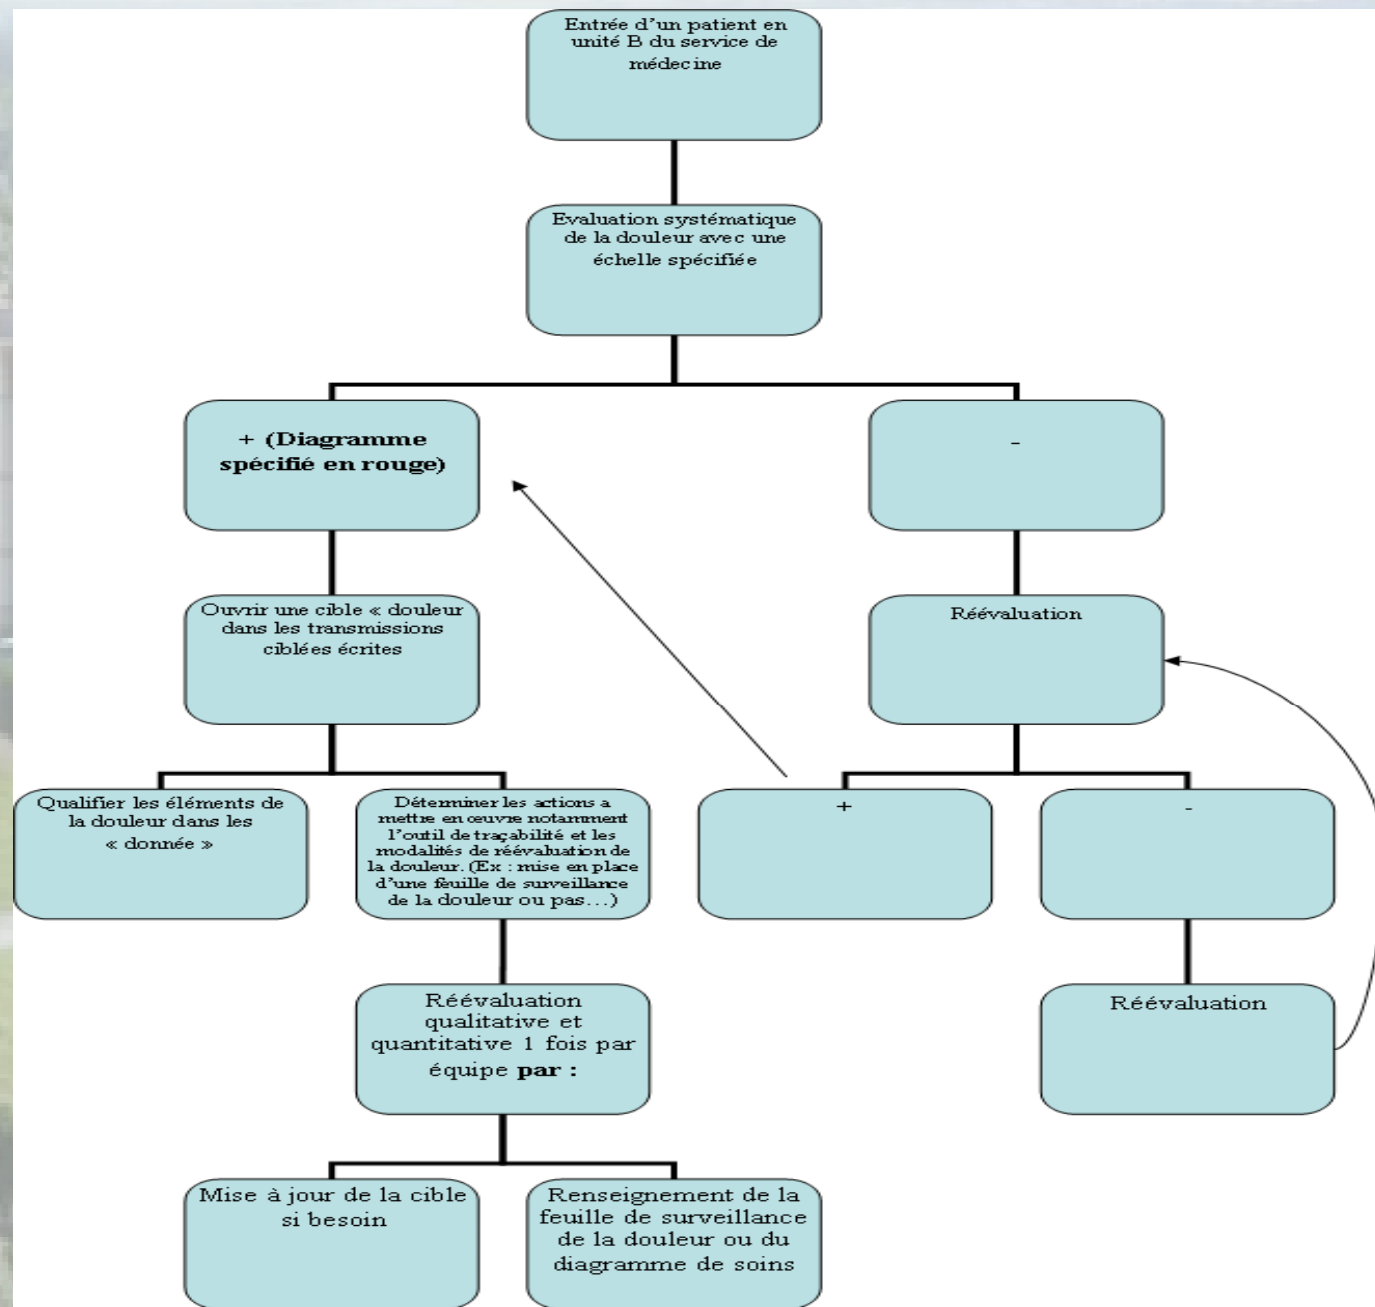 Entrée d’un patient en
unité B du service de
médecine
Evaluation systématique
de la douleur avec une
échelle spécifiée
+ (Diagramme
spécifié en rouge)
-
Ouvrir une cible « douleur
dans les transmissions
ciblées écrites
Réévaluation
Qualifier les éléments de
la douleur dans les
« donnée »
Déterminer les actions a
mettre en œuvre notamment
l’outil de traçabilité et les
modalités de réévaluation de
la douleur. (Ex : mise en place
d’une feuille de surveillance
de la douleur ou pas…)
+
-
Réévaluation
qualitative et
quantitative 1 fois par
équipe par :
Réévaluation
Mise à jour de la cible
si besoin
Renseignement de la
feuille de surveillance
de la douleur ou du
diagramme de soins